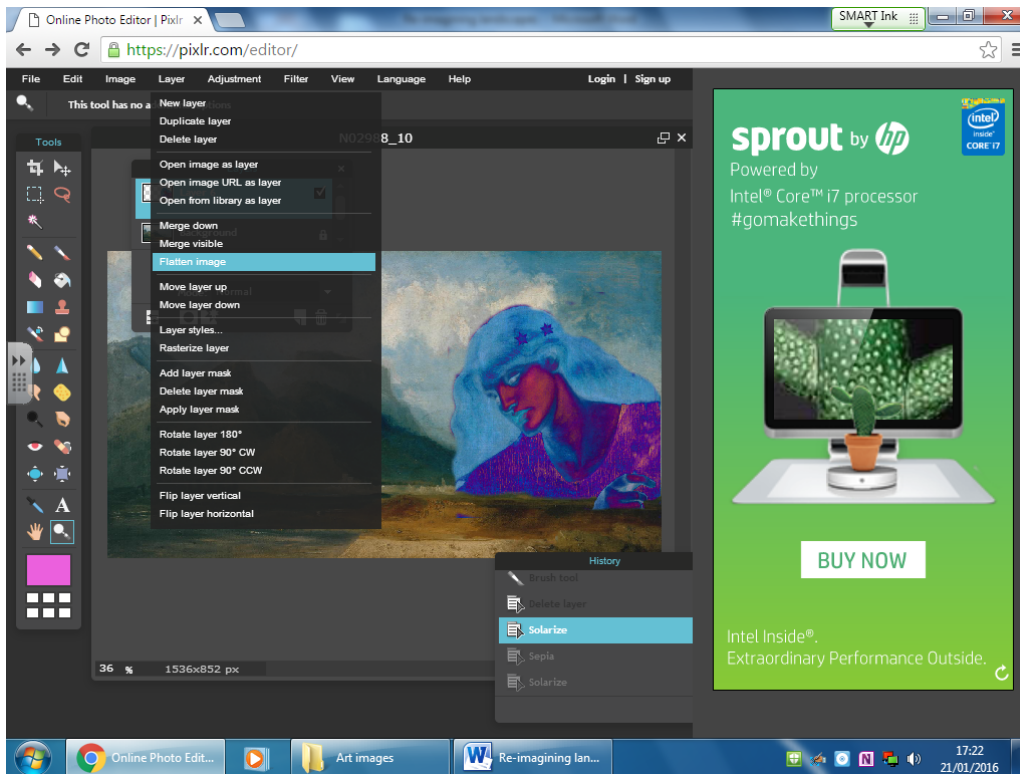 Online Photo Editor | Pixlr
SMART Ink
https://pixlr.com/editor/
File Edit Image Layer Adjustment Filter View Language Help Login | Sign up
This tool has no a
New layer
Duplicate layer
Delete layer
Open image as layer
Open image URL as layer
Open from library as layer
Merge down
Merge visible
Flatten image
Move layer up
Move layer down
Layer styles...
Rasterize layer
Add layer mask
Delete layer mask
Apply layer mask
Rotate layer 180°
Rotate layer 90° CW
Rotate layer 90° CCW
Flip layer vertical
Flip layer horizontal
Tools
A
N02988_10
History
Brush tool
Delete layer
Solarize
Sepia
Solarize
36 % 1536x852 px
sprout by hp
intel
inside
CORE i7
Powered by
Intel® Core™ i7 processor
#gomakethings
BUY NOW
Intel Inside®.
Extraordinary Performance Outside.
Online Photo Edit...
Art images
Re-imagining lan...
17:22
21/01/2016